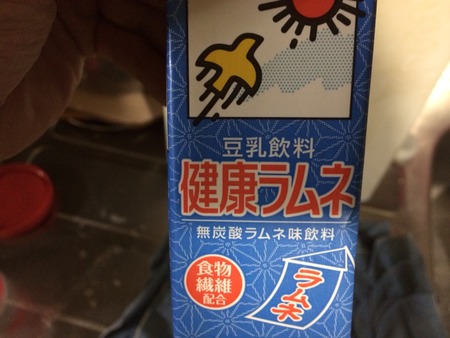 豆乳飲料
健康ラムネ
無炭酸ラムネ味飲料
食物
繊維
配合
ラムネ